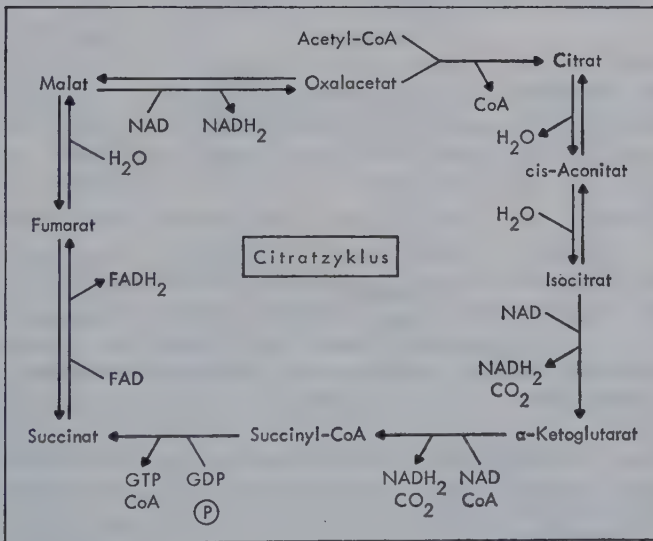 Acetyl-CoA
Citrat
Malat
Oxalacetat
CoA
NAD
NADH₂
H₂O
H₂O
cis-Aconitat
Fumarat
H₂O
Citratzyklus
FADH₂
Isocitrat
NAD
FAD
NADH₂
CO₂
Succinat
Succinyl-CoA
α-Ketoglutarat
GTP
GDP
NADH₂
NAD
CoA
P
CO₂
CoA